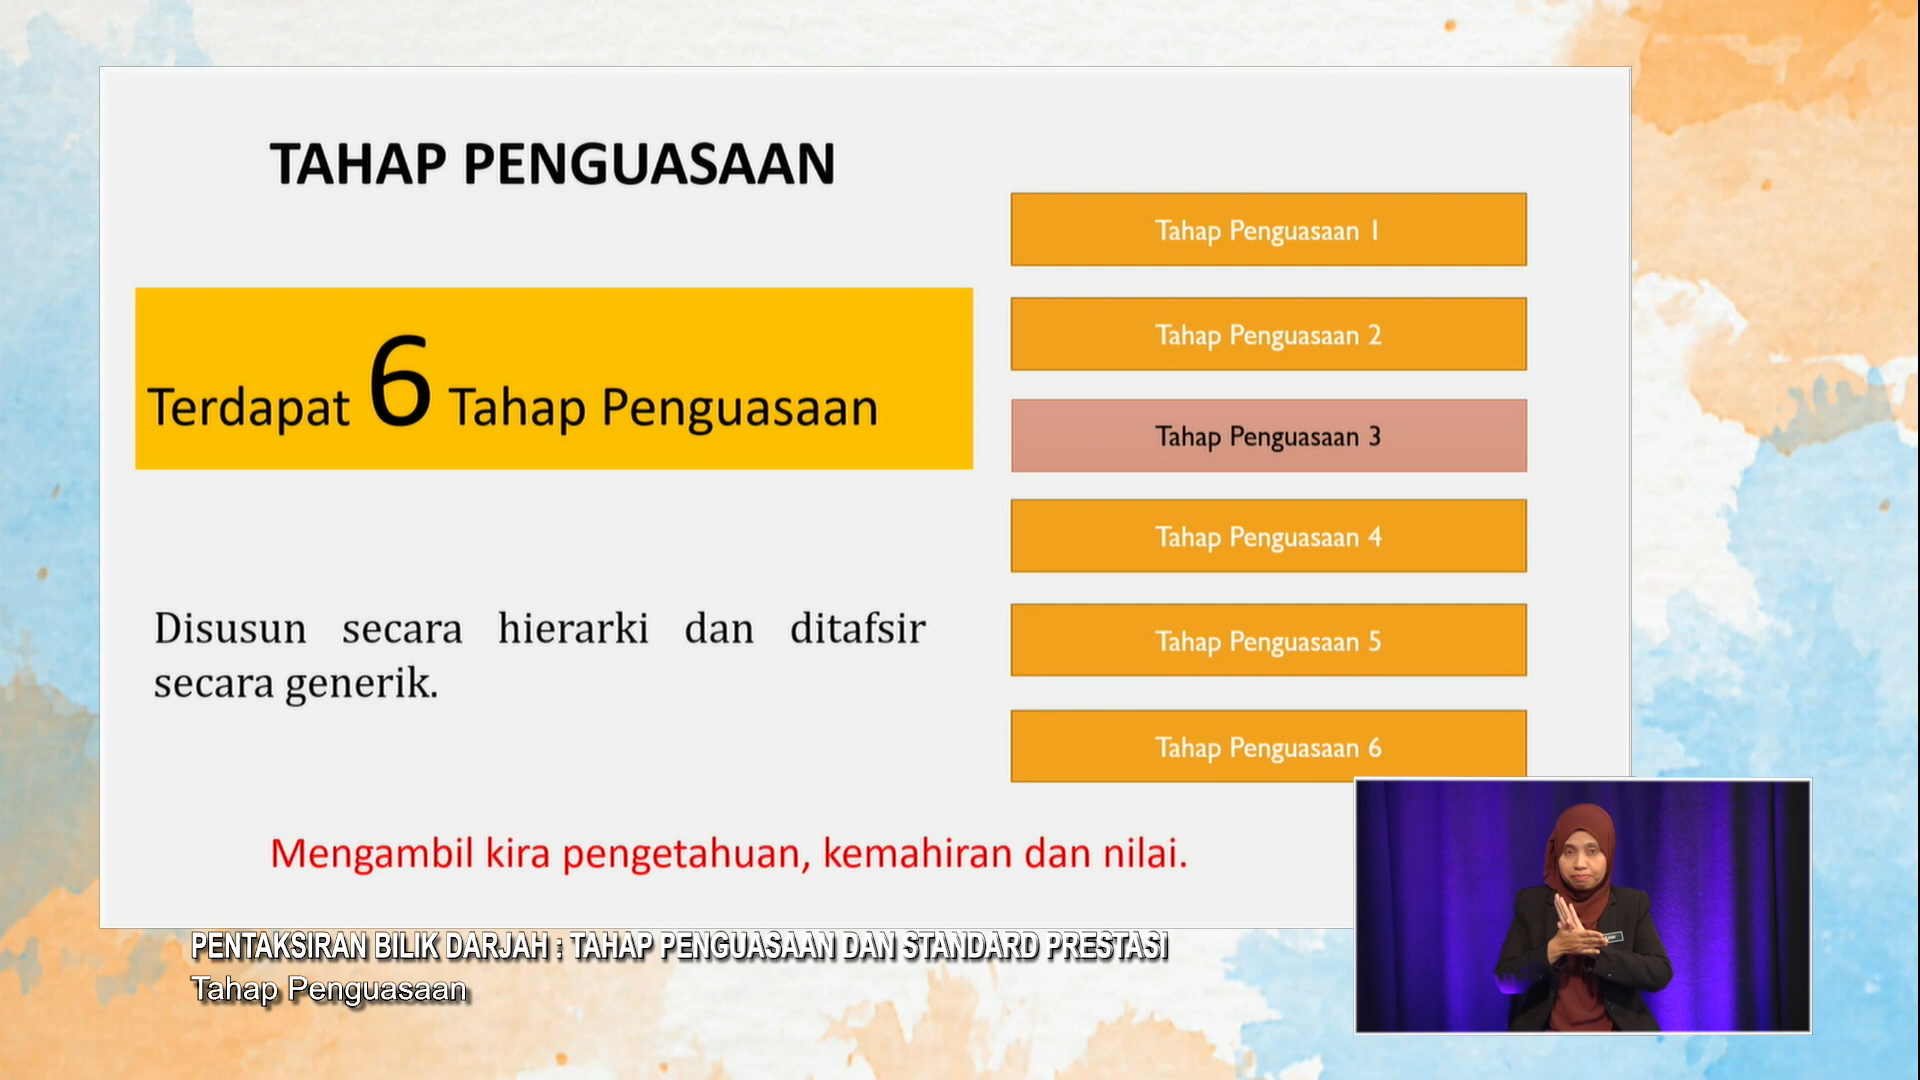 TAHAP PENGUASAAN
Terdapat 6 Tahap Penguasaan
Disusun secara hierarki dan ditafsir
secara generik.
Tahap Penguasaan 1
Tahap Penguasaan 2
Tahap Penguasaan 3
Tahap Penguasaan 4
Tahap Penguasaan 5
Tahap Penguasaan 6
Mengambil kira pengetahuan, kemahiran dan nilai.
PENTAKSIRAN BILIK DARJAH : TAHAP PENGUASAAN DAN STANDARD PRESTASI
Tahap Penguasaan